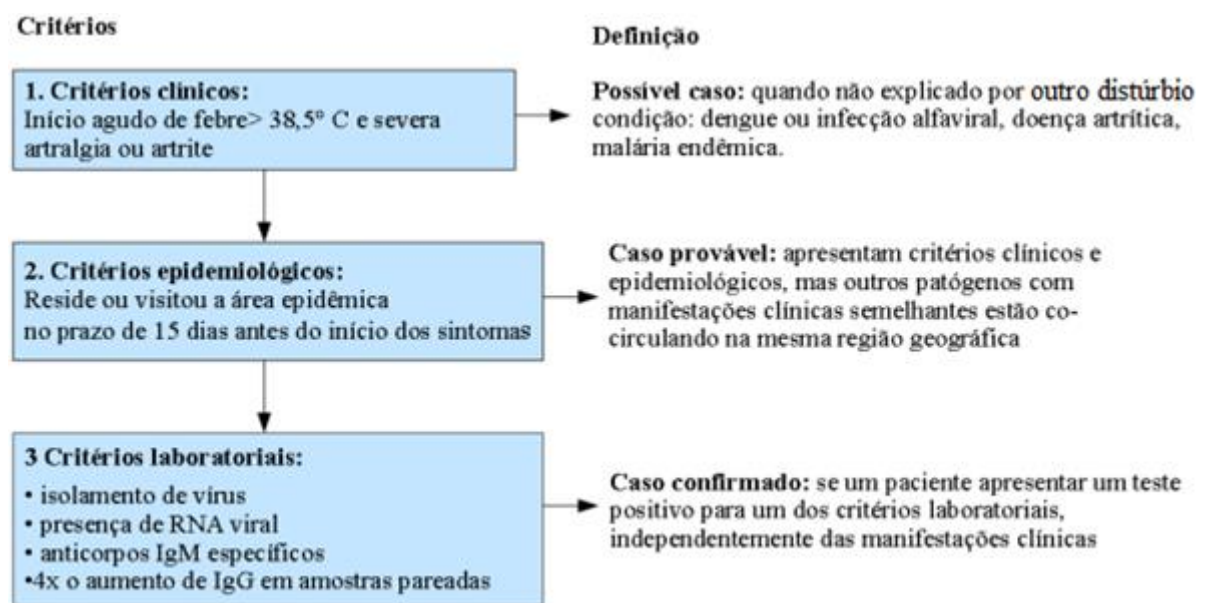 Critérios
Definição
1. Critérios clínicos:
Início agudo de febre> 38,5° C e severa
artralgia ou artrite
Possível caso: quando não explicado por outro distúrbio
condição: dengue ou infecção alfaviral, doença artrítica,
malária endêmica.
2. Critérios epidemiológicos:
Reside ou visitou a área epidêmica
no prazo de 15 dias antes do início dos sintomas
Caso provável: apresentam critérios clínicos e
epidemiológicos, mas outros patógenos com
manifestações clínicas semelhantes estão co-
circulando na mesma região geográfica
3 Critérios laboratoriais:
• isolamento de vírus
• presença de RNA viral
• anticorpos IgM específicos
•4x o aumento de IgG em amostras pareadas
Caso confirmado: se um paciente apresentar um teste
positivo para um dos critérios laboratoriais,
independentemente das manifestações clínicas